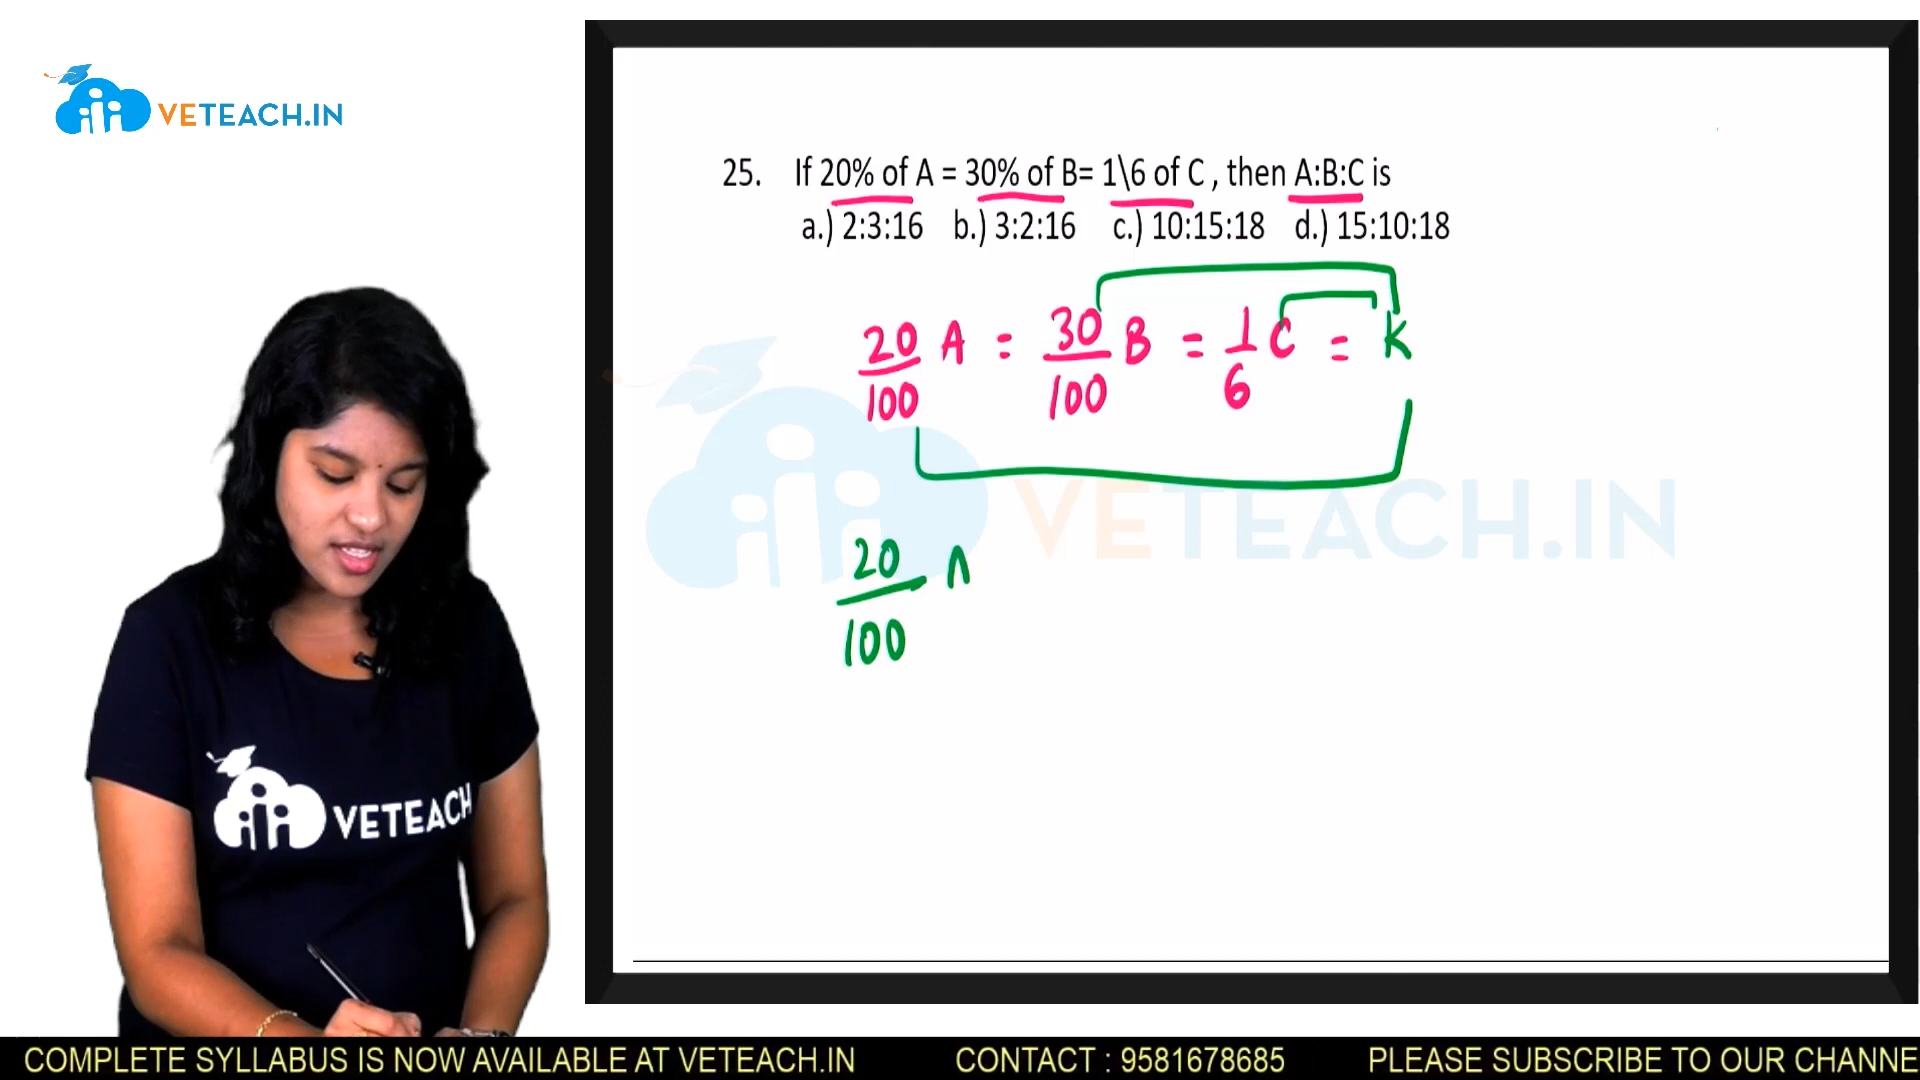 VETEACH.IN
25. If 20% of A = 30% of B= 1\6 of C , then A:B:C is
a.) 2:3:16 b.) 3:2:16 c.) 10:15:18 d.) 15:10:18
20/100 A = 30/100 B = 1/6 C = K
VETEACH.IN
20/100
VETEACH
COMPLETE SYLLABUS IS NOW AVAILABLE AT VETEACH.IN CONTACT : 9581678685 PLEASE SUBSCRIBE TO OUR CHANNE